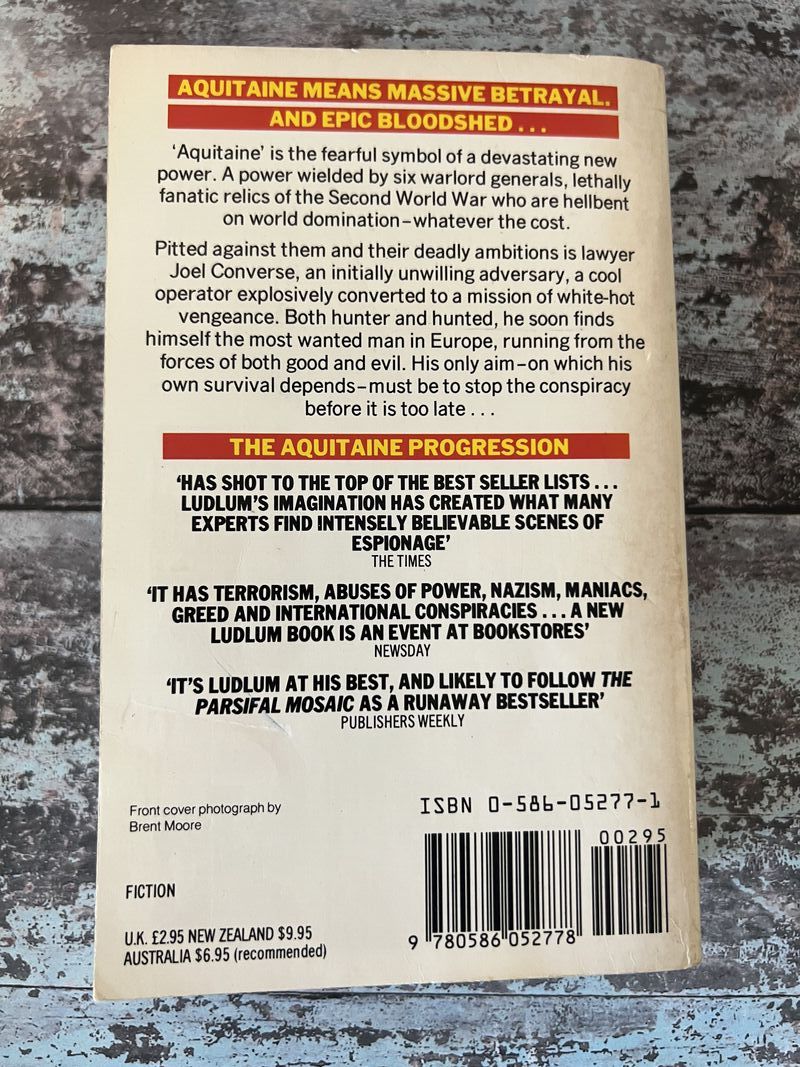 AQUITAINE MEANS MASSIVE BETRAYAL.
AND EPIC BLOODSHED...
'Aquitaine' is the fearful symbol of a devastating new
power. A power wielded by six warlord generals, lethally
fanatic relics of the Second World War who are hellbent
on world domination–whatever the cost.
Pitted against them and their deadly ambitions is lawyer
Joel Converse, an initially unwilling adversary, a cool
operator explosively converted to a mission of white-hot
vengeance. Both hunter and hunted, he soon finds
himself the most wanted man in Europe, running from the
forces of both good and evil. His only aim–on which his
own survival depends–must be to stop the conspiracy
before it is too late...
THE AQUITAINE PROGRESSION
'HAS SHOT TO THE TOP OF THE BEST SELLER LISTS...
LUDLUM'S IMAGINATION HAS CREATED WHAT MANY
EXPERTS FIND INTENSELY BELIEVABLE SCENES OF
ESPIONAGE'
THE TIMES
'IT HAS TERRORISM, ABUSES OF POWER, NAZISM, MANIACS,
GREED AND INTERNATIONAL CONSPIRACIES...A NEW
LUDLUM BOOK IS AN EVENT AT BOOKSTORES'
NEWSDAY
'IT'S LUDLUM AT HIS BEST, AND LIKELY TO FOLLOW THE
PARSIFAL MOSAIC AS A RUNAWAY BESTSELLER'
PUBLISHERS WEEKLY
Front cover photograph by
Brent Moore
FICTION
U.K. £2.95 NEW ZEALAND $9.95
AUSTRALIA $6.95 (recommended)
ISBN 0-586-05277-1
00295
9 780586 052778